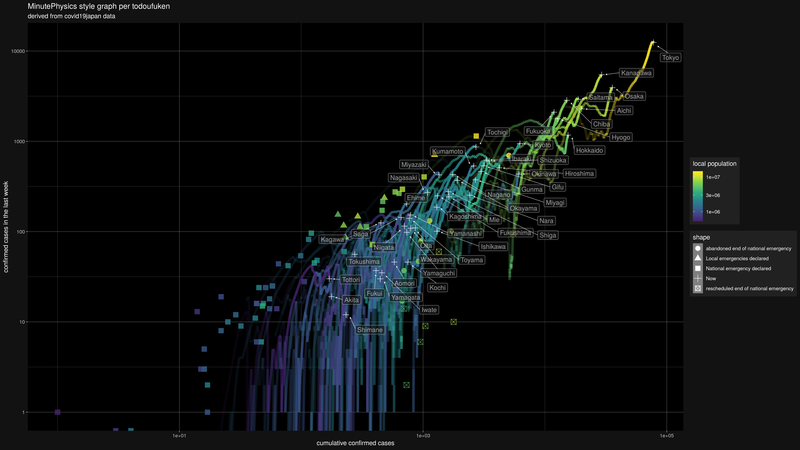 MinutePhysics style graph per todoufuken
derived from covid19japan data
confirmed cases in the last week
10000
1000
100
10
1
1e+01
1e+03
1e+05
cumulative confirmed cases
Tokyo
Kanagawa
Osaka
Saitama
Aichi
Chiba
Hyogo
Fukuoka
Tochigi
Hokkaido
Kyoto
Kumamoto
Ibaraki
Shizuoka
Miyazaki
Okinawa
Hiroshima
Nagasaki
Gifu
Gunma
Nagano
Ehime
Miyagi
Okayama
Kagoshima
Mie
Nara
Saga
Yamanashi
Fukushima
Shiga
Kagawa
Niigata
Oita
Ishikawa
Tokushima
Wakayama
Toyama
Yamaguchi
Tottori
Aomori
Kochi
Fukui
Yamagata
Akita
Iwate
Shimane
local population
1e+07
3e+06
1e+06
shape
abandoned end of national emergency
Local emergencies declared
National emergency declared
Now
rescheduled end of national emergency